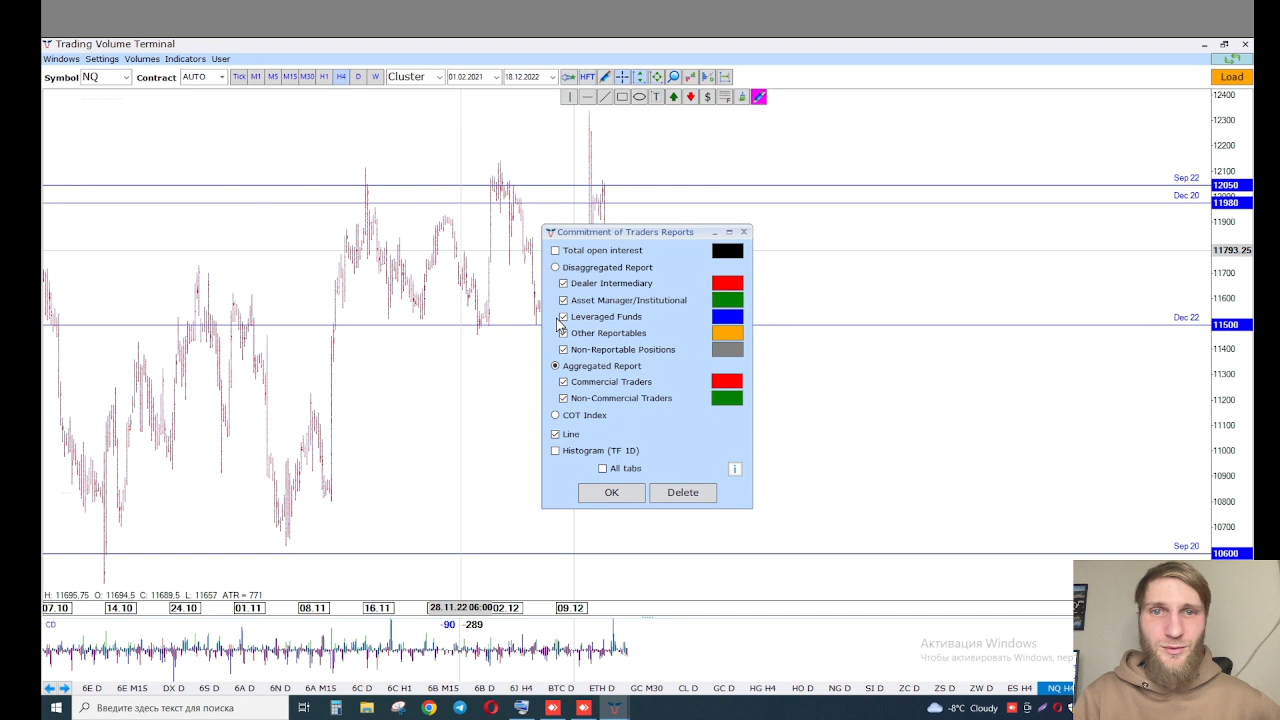 Trading Volume Terminal
Windows Settings Volumes Indicators User
Symbol NQ Contract AUTO Tick M1 M5 M15 M30 H1 H4 D W Cluster 01.02.2021 18.12.2022 HFT Load
T $
12400
12300
12200
12100
Sep 22 12050
12000
Dec 20 11980
11900
11793.25
11700
11600
Dec 22 11500
11400
11300
11200
11100
11000
10900
10800
10700
Sep 20 10600
Commitment of Traders Reports
Total open interest
Disaggregated Report
Dealer Intermediary
Asset Manager/Institutional
Leveraged Funds
Other Reportables
Non-Reportable Positions
Aggregated Report
Commercial Traders
Non-Commercial Traders
COT Index
Line
Histogram (TF 1D)
All tabs i
OK Delete
H: 11695,75 O: 11694,5 C: 11689,5 L: 11657 ATR = 771
07.10 14.10 24.10 01.11 08.11 16.11 28.11.22 06:00 02.12 09.12
CD -90 -289
Активация Windows
Чтобы активировать Windows, пер
6E D 6E M15 DX D 6S D 6A D 6N D 6A M15 6C D 6C H1 6B M15 6B D 6J H4 BTC D ETH D GC M30 CL D GC D HG H4 HO D NG D SI D ZC D ZS D ZW D ES H4 NQ H4
Введите здесь текст для поиска
-8°C Cloudy